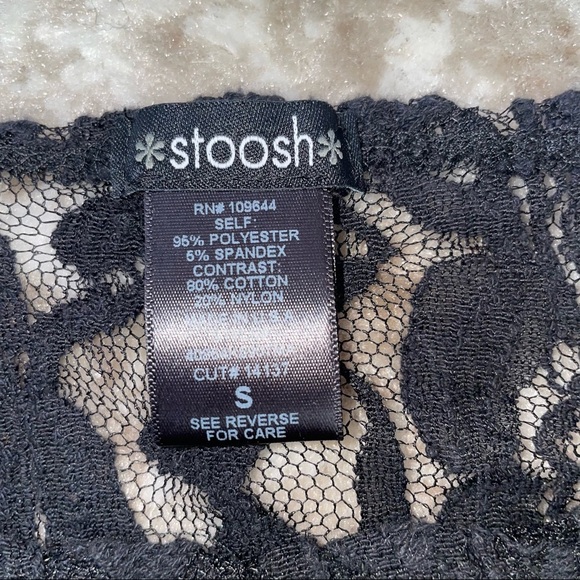 *stoosh*
RN# 109644
SELF:
95% POLYESTER
5% SPANDEX
CONTRAST:
80% COTTON
20% NYLON
CUT# 14137
S
SEE REVERSE
FOR CARE